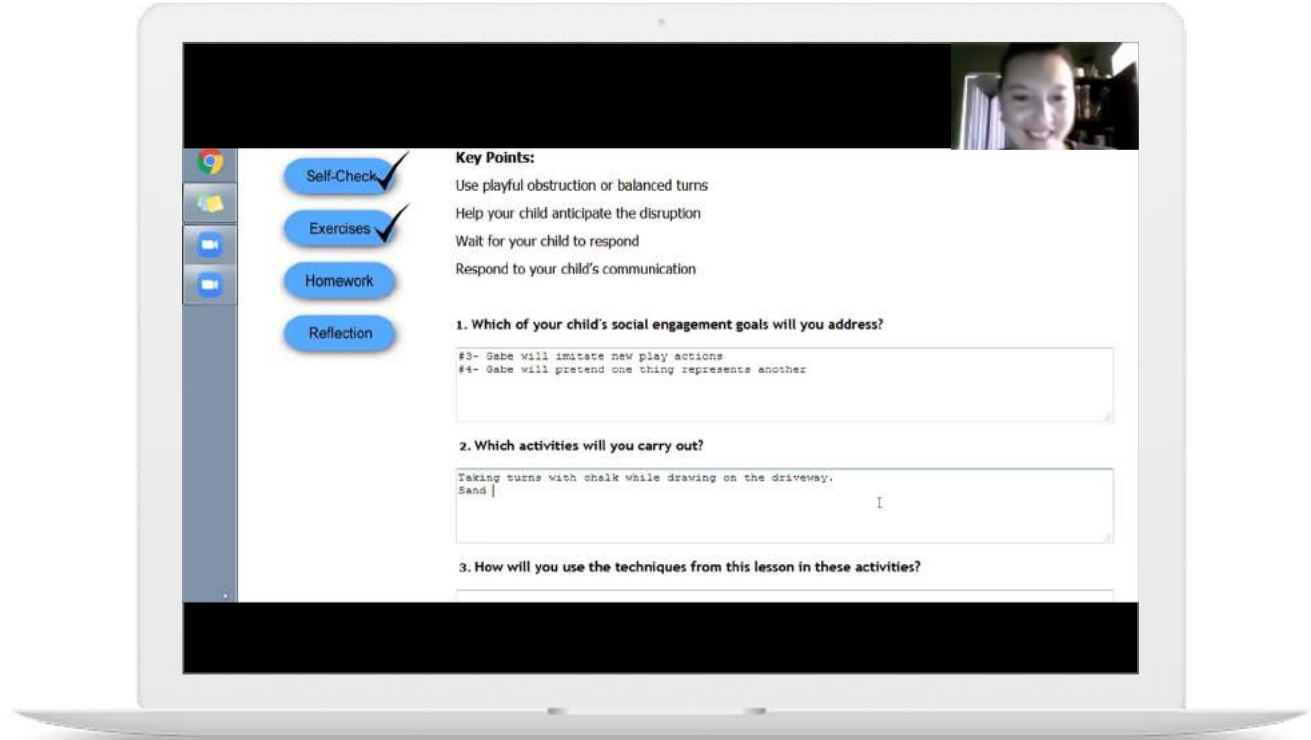 Key Points:
Self-Check
Use playful obstruction or balanced turns
Help your child anticipate the disruption
Exercises
Wait for your child to respond
Respond to your child's communication
Homework
Reflection
1. Which of your child's social engagement goals will you address?
#3- Gabe will imitate new play actions
#4- Gabe will pretend one thing represents another
2. Which activities will you carry out?
Taking turns with chalk while drawing on the driveway.
Sand
3. How will you use the techniques from this lesson in these activities?